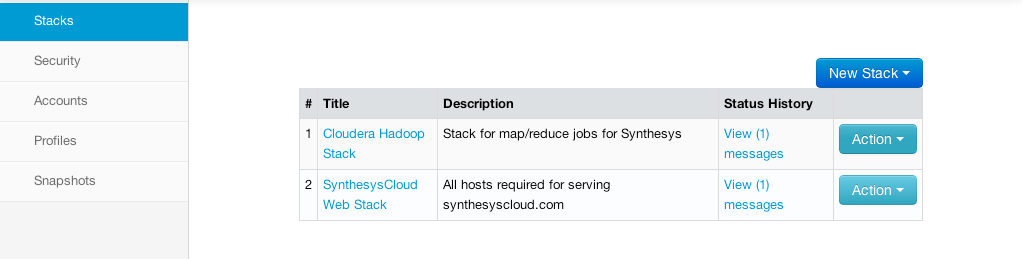 Stacks
Security
Accounts
Profiles
Snapshots
New Stack
# Title Description Status History
1 Cloudera Hadoop Stack for map/reduce jobs for Synthesys View (1) Action
Stack messages
2 SynthesysCloud All hosts required for serving View (1) Action
Web Stack synthesyscloud.com messages